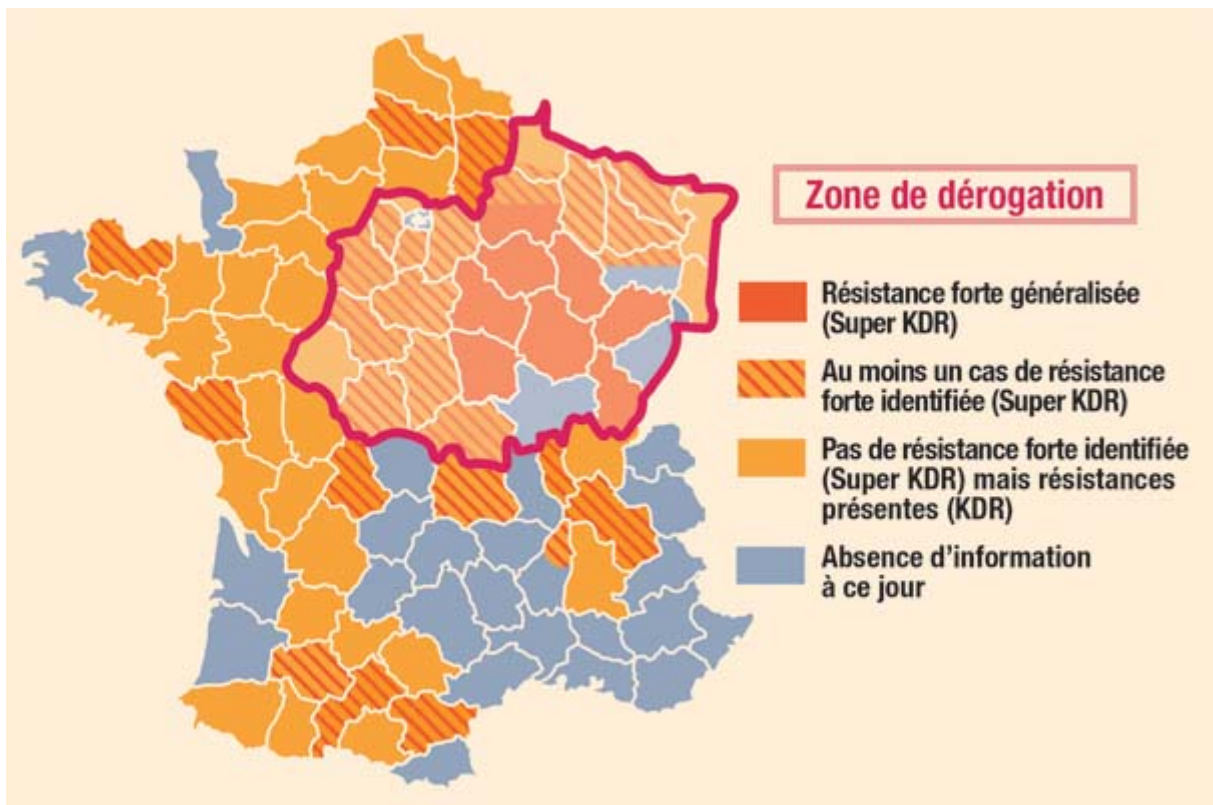 Zone de dérogation
Résistance forte généralisée
(Super KDR)
Au moins un cas de résistance
forte identifiée (Super KDR)
Pas de résistance forte identifiée
(Super KDR) mais résistances
présentes (KDR)
Absence d’information
à ce jour